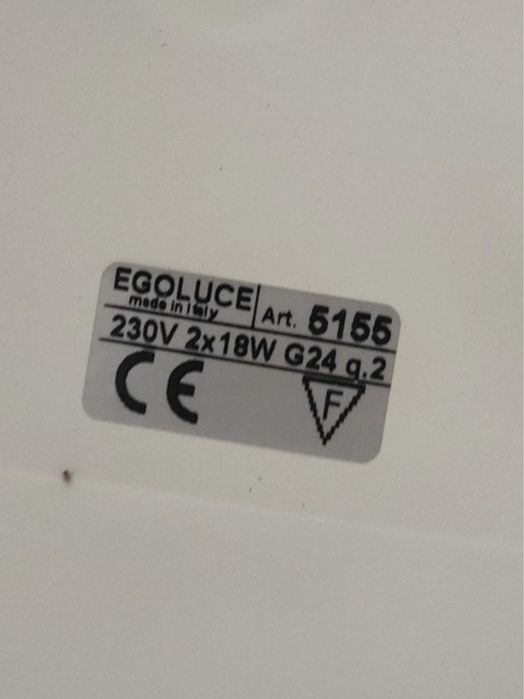 EGOLUCE
made in Italy
Art. 5155
230V 2x18W G24 q.2
CE
F